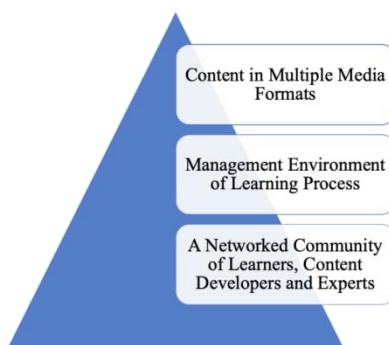 Content in Multiple Media
Formats
Management Environment
of Learning Process
A Networked Community
of Learners, Content
Developers and Experts